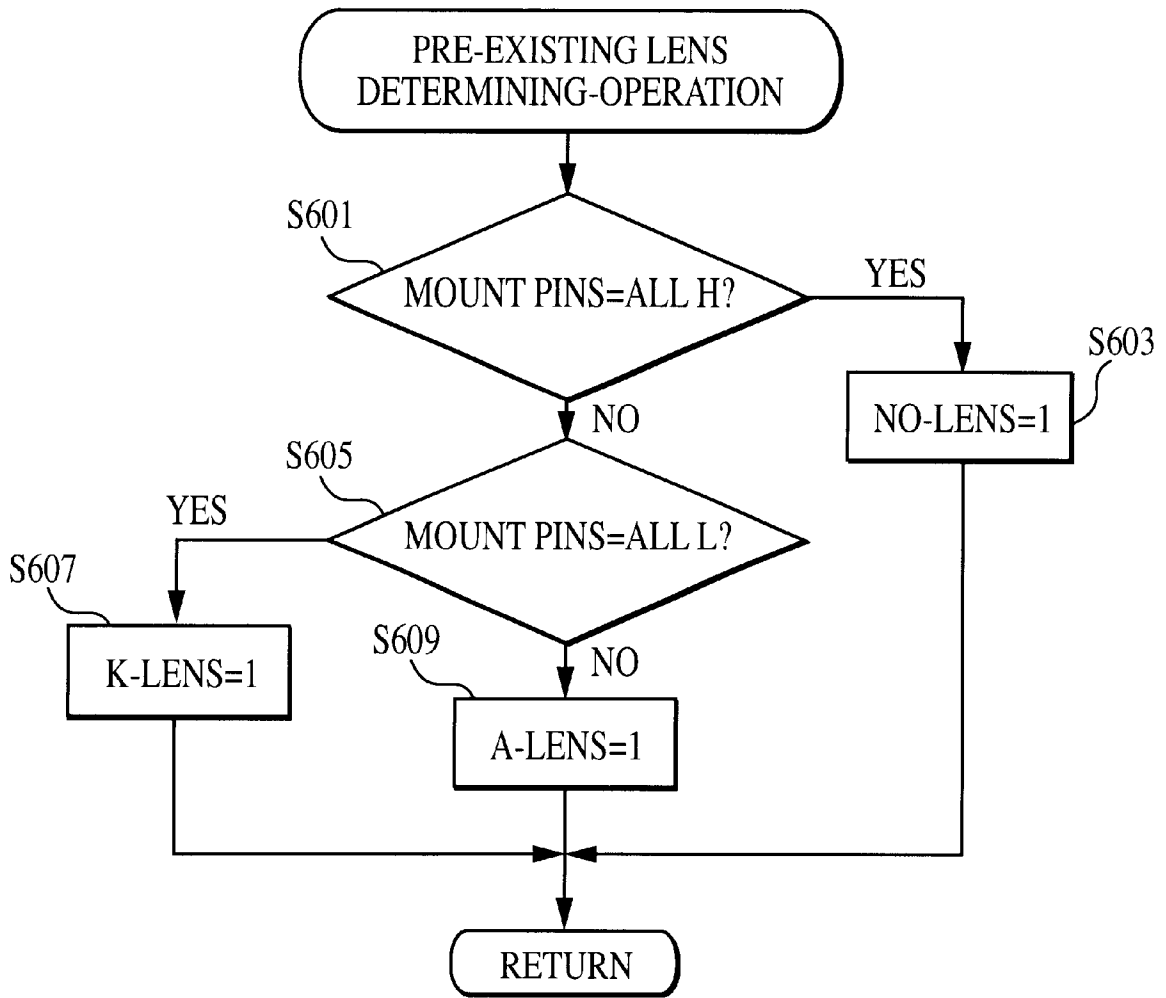 PRE-EXISTING LENS
DETERMINING-OPERATION
S601
MOUNT PINS=ALL H?
YES
S603
NO-LENS=1
NO
S605
MOUNT PINS=ALL L?
YES
S607
K-LENS=1
NO
S609
A-LENS=1
RETURN